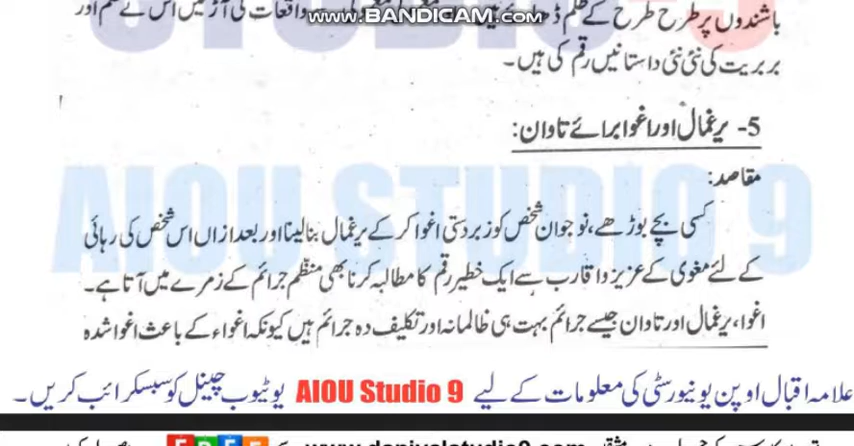 باشندوں پر طرح طرح کے ظلم
www.BANDICAM.com
واقعات کی آڑ میں اس نے ظلم اور
بربریت کی نئی نئی داستانیں رقم کی ہیں۔
5- یرغمال اور اغوا برائے تاوان:
مقاصد:
AIOU STUDIO 9
کسی بچے بوڑھے، نوجوان شخص کو زبردستی اغوا کر کے یرغمال بنا لینا اور بعد ازاں اس شخص کی رہائی
کے لئے مغوی کے عزیز و اقارب سے ایک خطیر رقم کا مطالبہ کرنا بھی منظم جرائم کے زمرے میں آتا ہے۔
اغوا، یرغمال اور تاوان جیسے جرائم بہت ہی ظالمانہ اور تکلیف دہ جرائم ہیں کیونکہ اغواء کے باعث اغوا شدہ
علامہ اقبال اوپن یونیورسٹی کی معلومات کے لیے AIOU Studio 9 یوٹیوب چینل کو سبسکرائب کریں۔